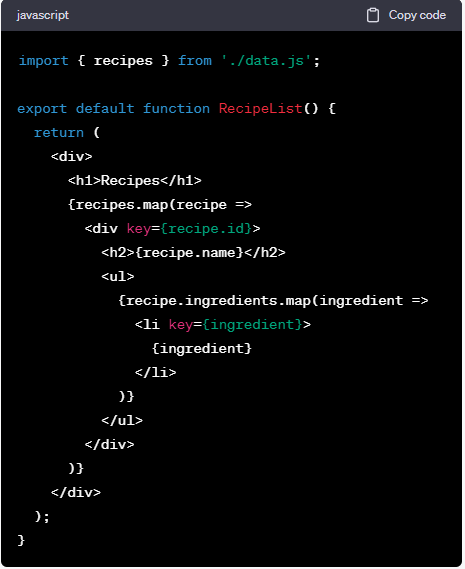 javascript
Copy code
import { recipes } from './data.js';
export default function RecipeList() {
  return (
    <div>
      <h1>Recipes</h1>
      {recipes.map(recipe =>
        <div key={recipe.id}>
          <h2>{recipe.name}</h2>
          <ul>
            {recipe.ingredients.map(ingredient =>
              <li key={ingredient}>
                {ingredient}
              </li>
            )}
          </ul>
        </div>
      )}
    </div>
  );
}